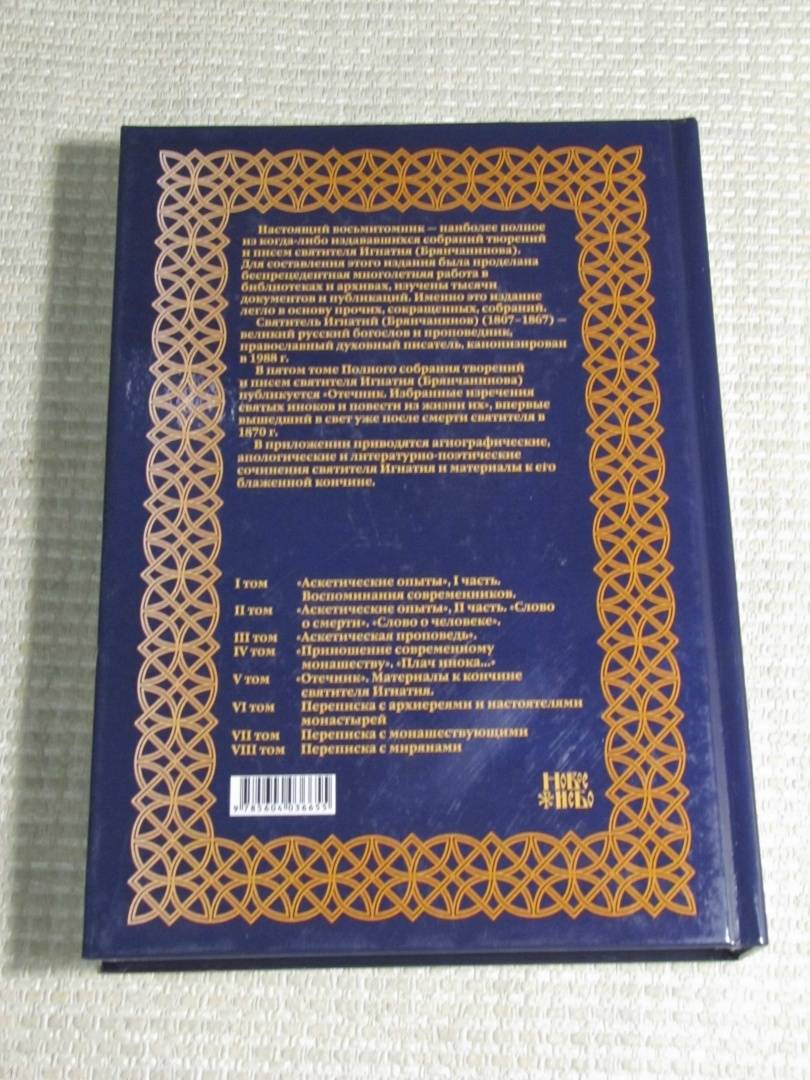 Настоящий восьмитомник — наиболее полное
из когда-либо издававшихся собраний творений
и писем святителя Игнатия (Брянчанинова).
Для составления этого издания была проделана
беспрецедентная многолетняя работа в
библиотеках и архивах, изучены тысячи
документов и публикаций. Именно это издание
легло в основу прочих, сокращенных, собраний.
Святитель Игнатий (Брянчанинов) (1807–1867) —
великий русский богослов и проповедник,
православный духовный писатель, канонизирован
в 1988 г.
В пятом томе Полного собрания творений
и писем святителя Игнатия (Брянчанинова)
публикуется «Отечник. Избранные изречения
святых иноков и повести из жизни их», впервые
вышедший в свет уже после смерти святителя в
1870 г.
В приложении приводятся агиографические,
апологические и литературно-поэтические
сочинения святителя Игнатия и материалы к его
блаженной кончине.
I том «Аскетические опыты», I часть.
Воспоминания современников.
II том «Аскетические опыты», II часть. «Слово
о смерти», «Слово о человеке».
III том «Аскетическая проповедь».
IV том «Приношение современному
монашеству», «Плач инока...»
V том «Отечник». Материалы к кончине
святителя Игнатия.
VI том Переписка с архиереями и настоятелями
монастырей
VII том Переписка с монашествующими
VIII том Переписка с мирянами
9 785604 036655
Новое
Небо